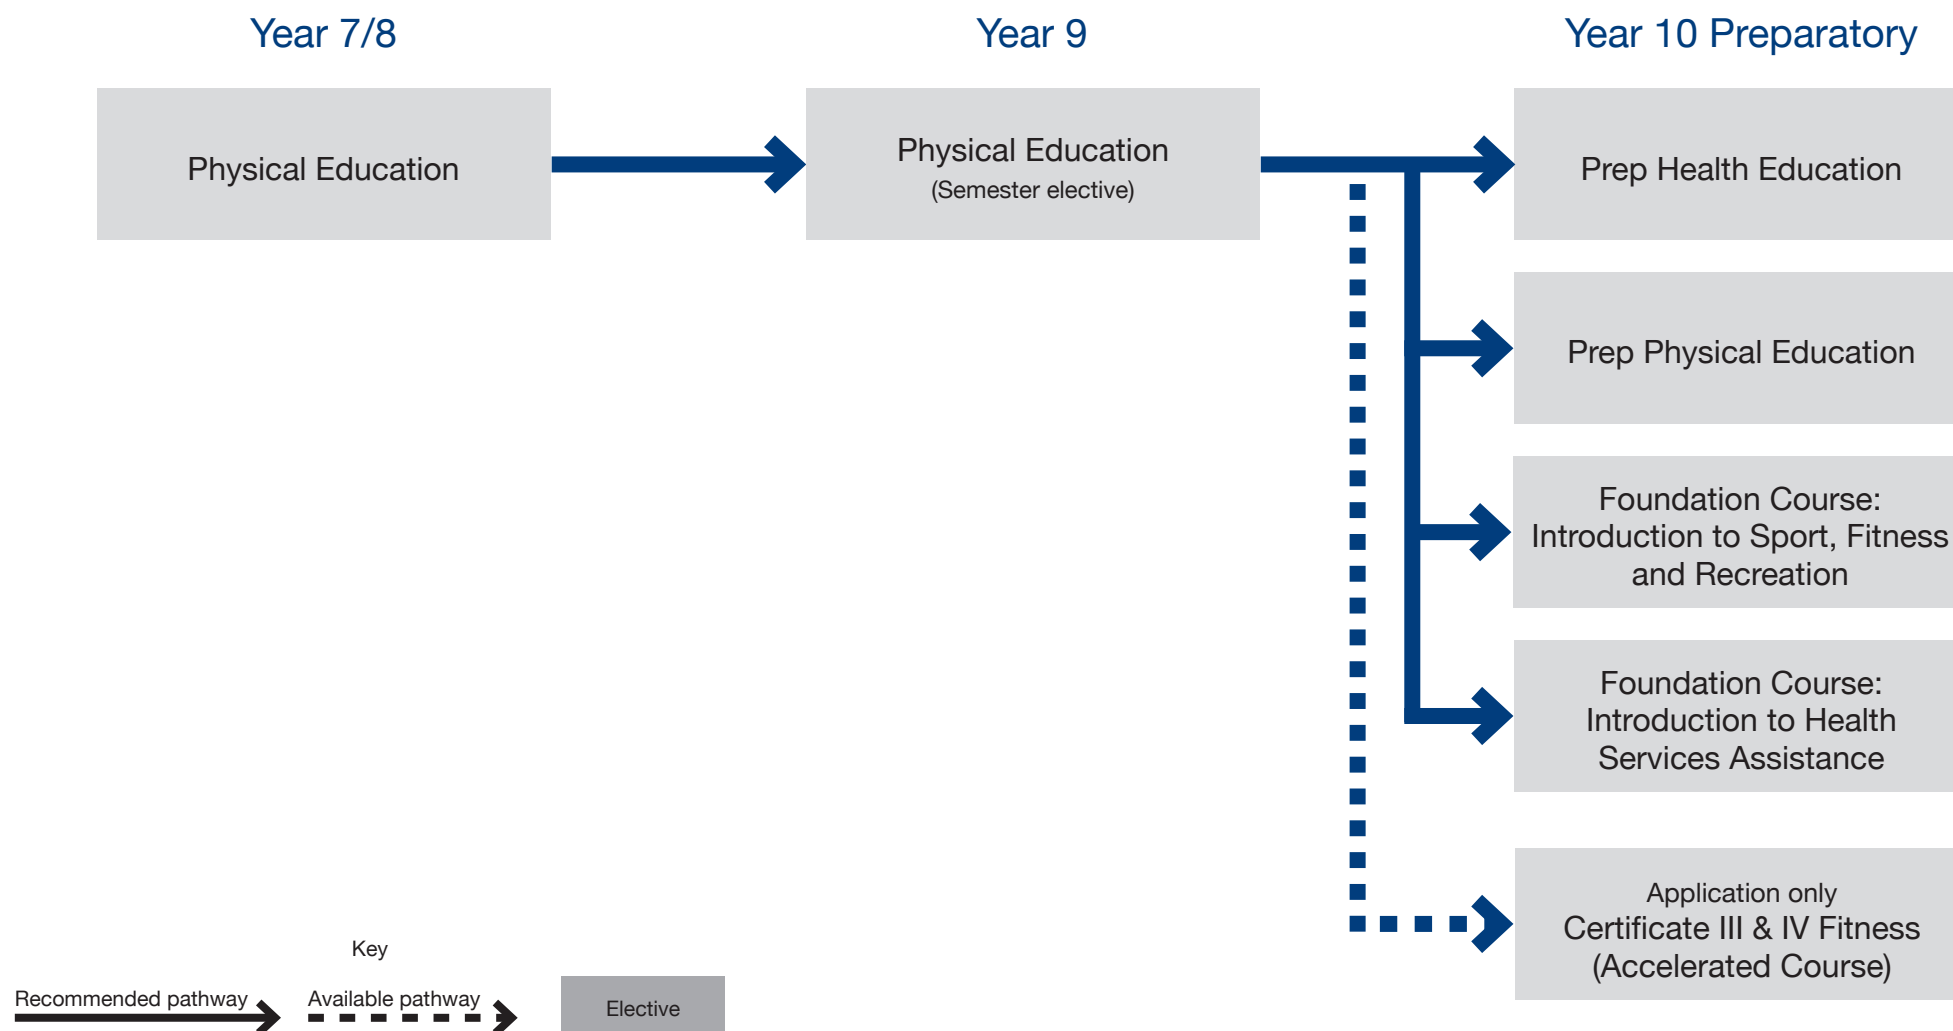 Year 7/8
Year 9
Year 10 Preparatory
Physical Education
Physical Education
(Semester elective)
Prep Health Education
Prep Physical Education
Foundation Course:
Introduction to Sport, Fitness
and Recreation
Foundation Course:
Introduction to Health
Services Assistance
Application only
Certificate III & IV Fitness
(Accelerated Course)
Key
Recommended pathway
Available pathway
Elective